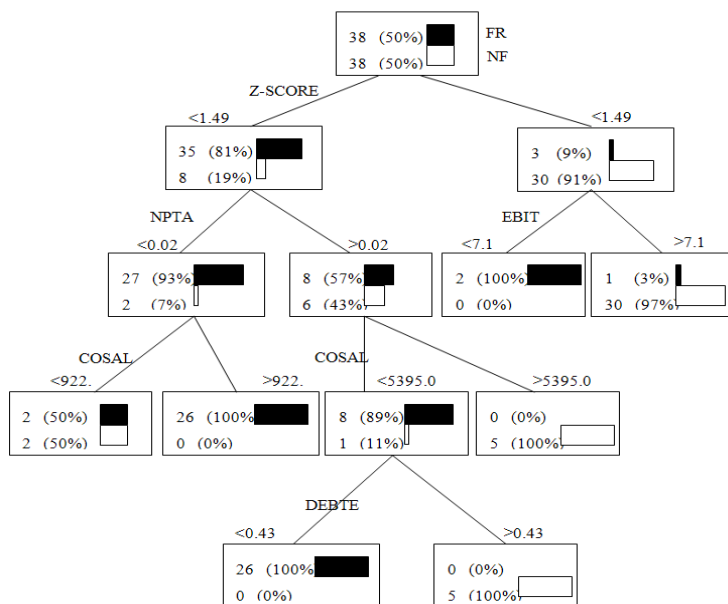 38 (50%) FR
38 (50%) NF
Z-SCORE
<1.49 <1.49
35 (81%) 3 (9%)
8 (19%) 30 (91%)
NPTA EBIT
<0.02 >0.02 <7.1 >7.1
27 (93%) 8 (57%) 2 (100%) 1 (3%)
2 (7%) 6 (43%) 0 (0%) 30 (97%)
COSAL COSAL
<922. >922. <5395.0 >5395.0
2 (50%) 26 (100% 8 (89%) 0 (0%)
2 (50%) 0 (0%) 1 (11%) 5 (100%)
DEBTE
<0.43 >0.43
26 (100% 0 (0%)
0 (0%) 5 (100%)